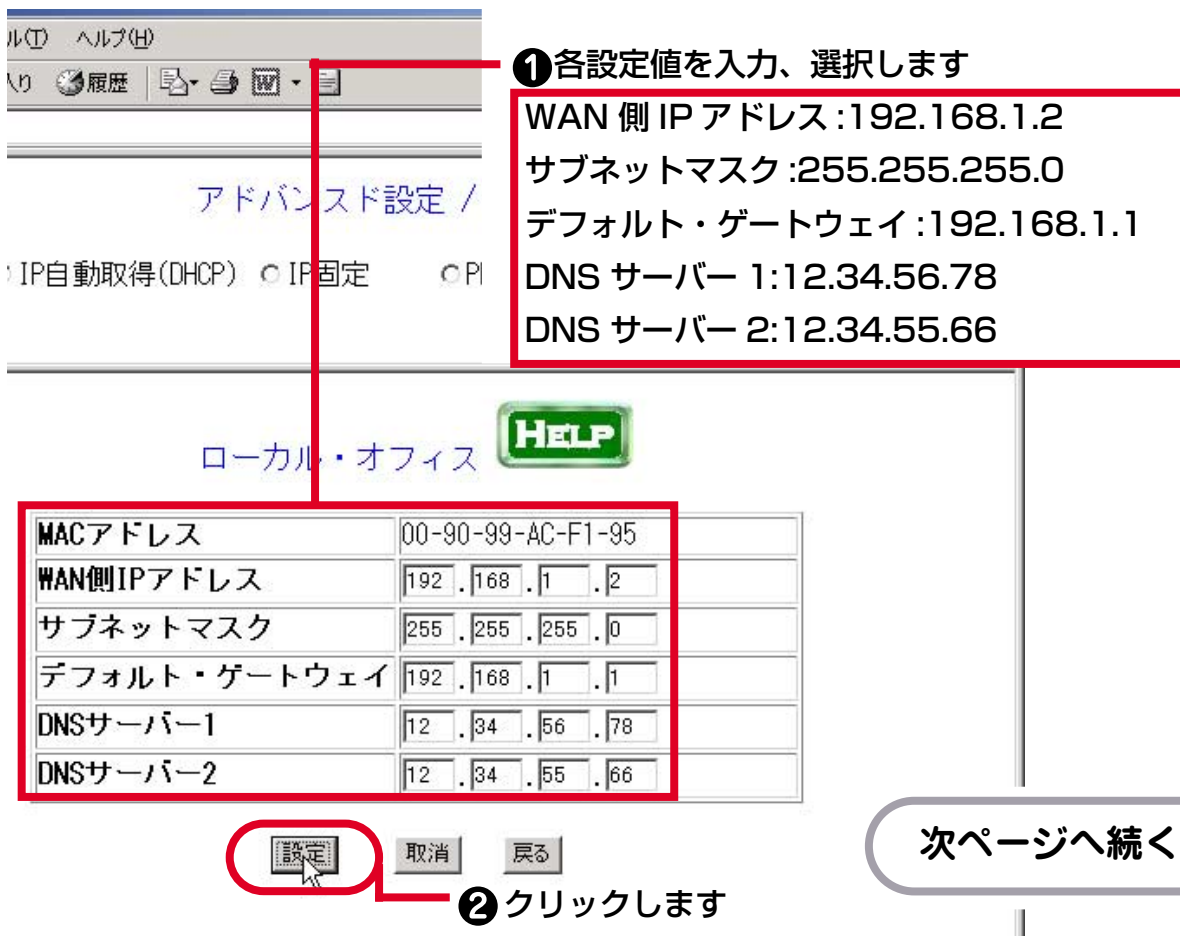 ル(T) ヘルプ(H)
入り 履歴
❶各設定値を入力、選択します
WAN 側 IP アドレス :192.168.1.2
サブネットマスク :255.255.255.0
デフォルト・ゲートウェイ :192.168.1.1
DNS サーバー 1:12.34.56.78
DNS サーバー 2:12.34.55.66
アドバンスド設定 /
IP自動取得(DHCP) IP固定
ローカル・オフィス HELP
MACアドレス 00-90-99-AC-F1-95
WAN側IPアドレス 192 . 168 . 1 . 2
サブネットマスク 255 . 255 . 255 . 0
デフォルト・ゲートウェイ 192 . 168 . 1 . 1
DNSサーバー1 12 . 34 . 56 . 78
DNSサーバー2 12 . 34 . 55 . 66
設定 取消 戻る
次ページへ続く
❷クリックします